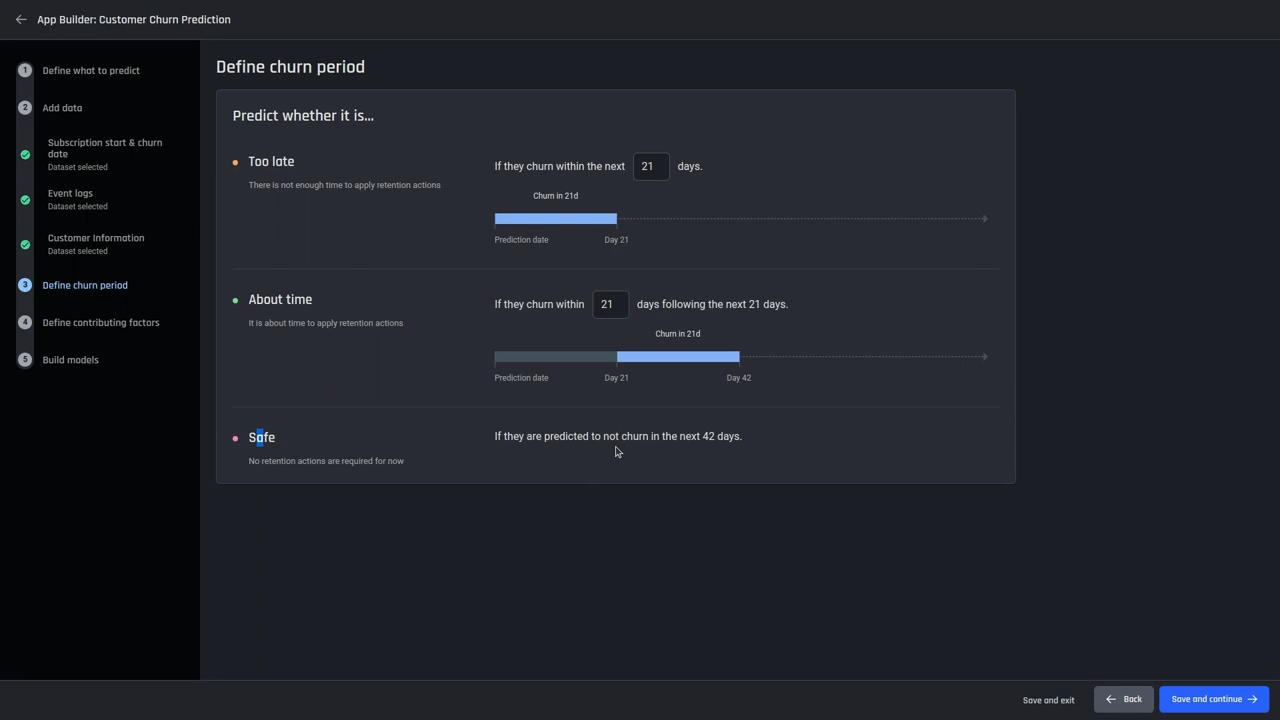 App Builder: Customer Churn Prediction
1 Define what to predict
2 Add data
Subscription start & churn
date
Dataset selected
Event logs
Dataset selected
Customer Information
Dataset selected
3 Define churn period
4 Define contributing factors
5 Build models
Define churn period
Predict whether it is...
Too late
There is not enough time to apply retention actions
If they churn within the next 21 days.
Churn in 21d
Prediction date Day 21
About time
It is about time to apply retention actions
If they churn within 21 days following the next 21 days.
Churn in 21d
Prediction date Day 21 Day 42
Safe
No retention actions are required for now
If they are predicted to not churn in the next 42 days.
Save and exit Back Save and continue